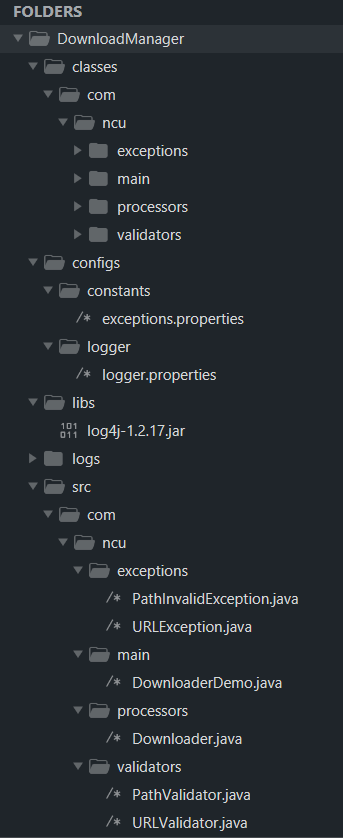 FOLDERS
DownloadManager
classes
com
ncu
exceptions
main
processors
validators
configs
constants
/* exceptions.properties
logger
/* logger.properties
libs
101 011 log4j-1.2.17.jar
logs
src
com
ncu
exceptions
/* PathInvalidException.java
/* URLException.java
main
/* DownloaderDemo.java
processors
/* Downloader.java
validators
/* PathValidator.java
/* URLValidator.java